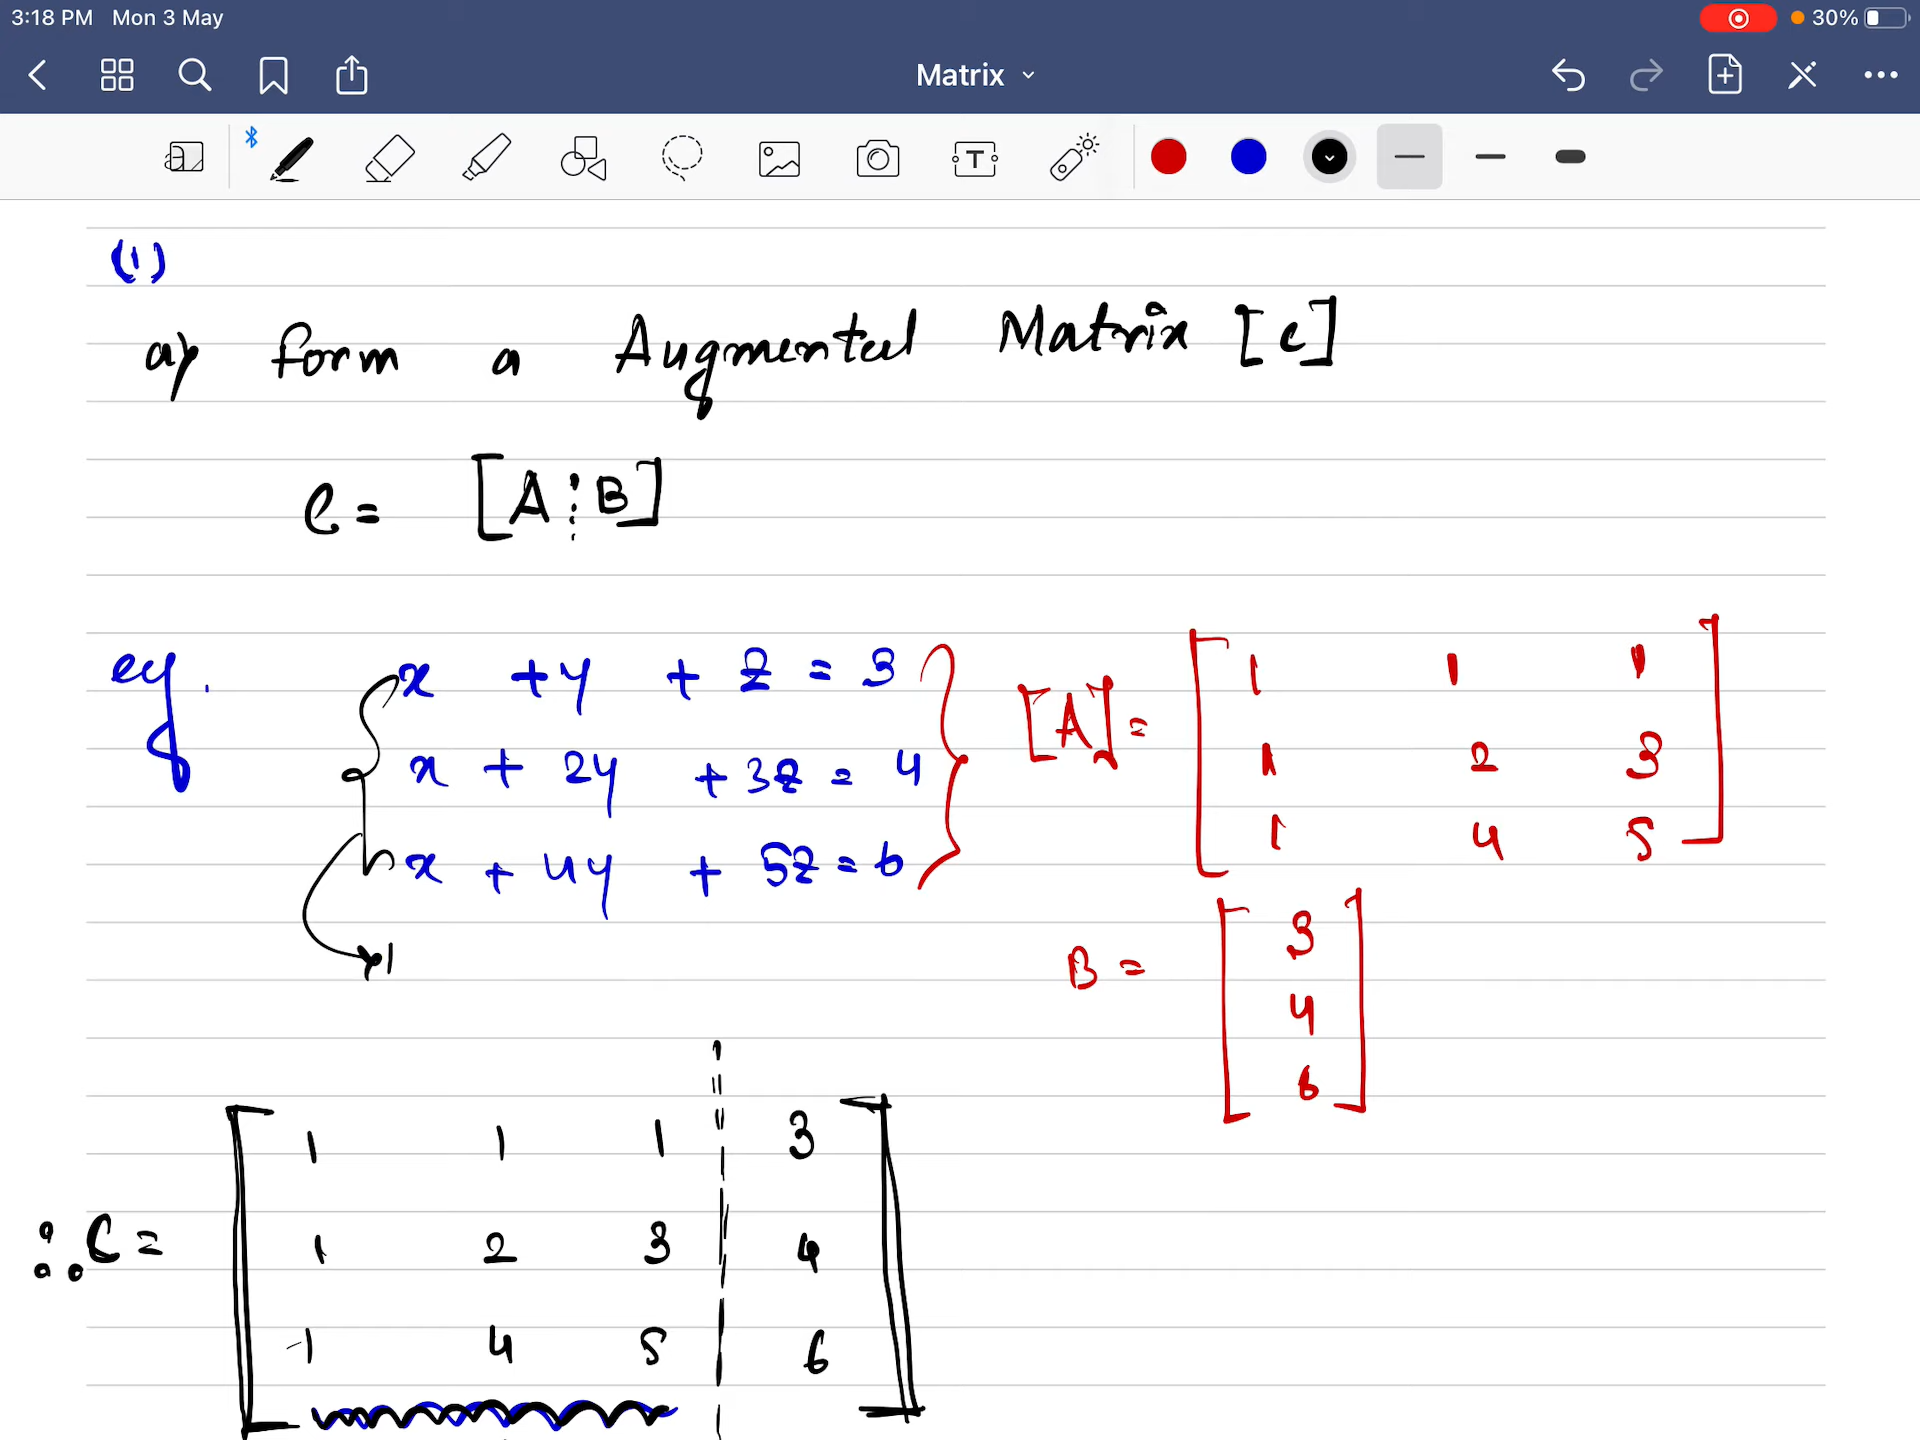 3:18 PM Mon 3 May 30%
Matrix
(1)
a) form a Augmented Matrix [C]
C = [A ⋮ B]
eg.
x + y + z = 3
x + 2y + 3z = 4
x + 4y + 5z = 6
[A] =
1 1 1
1 2 3
1 4 5
B =
3
4
6
∴ C =
1 1 1 3
1 2 3 4
1 4 5 6